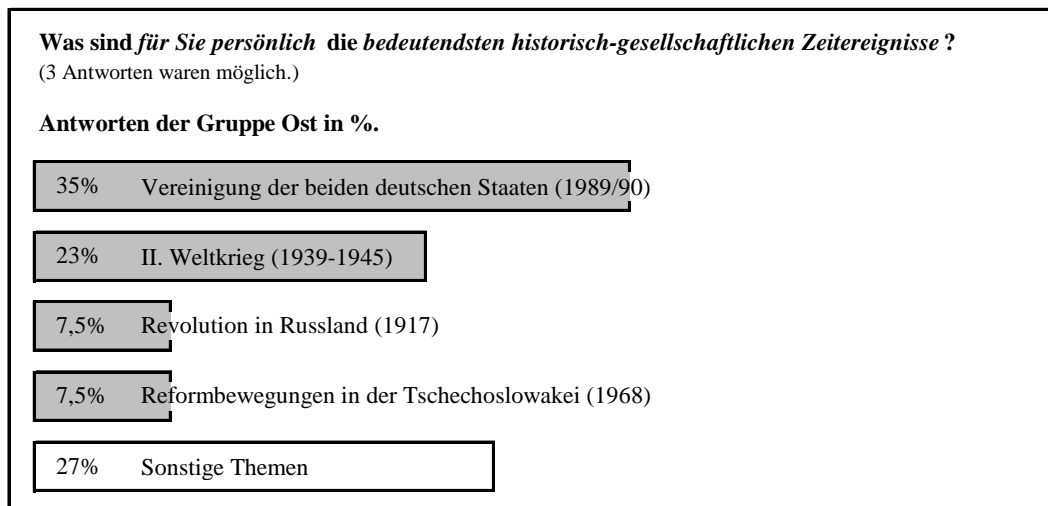 Was sind für Sie persönlich die bedeutendsten historisch-gesellschaftlichen Zeitereignisse ?
(3 Antworten waren möglich.)
Antworten der Gruppe Ost in %.
35% Vereinigung der beiden deutschen Staaten (1989/90)
23% II. Weltkrieg (1939-1945)
7,5% Revolution in Russland (1917)
7,5% Reformbewegungen in der Tschechoslowakei (1968)
27% Sonstige Themen